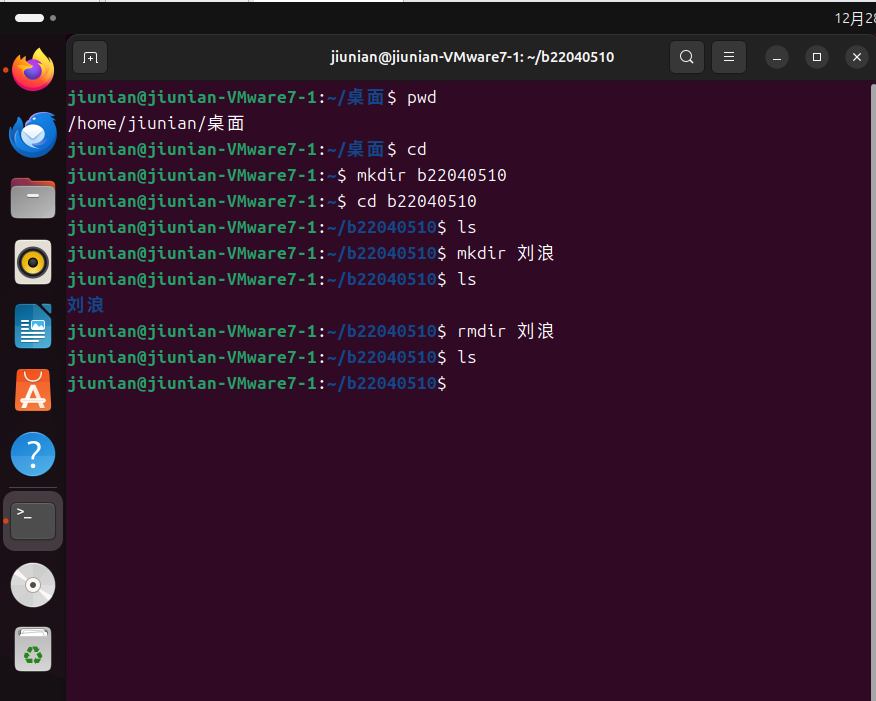 12月28
jiunian@jiunian-VMware7-1: ~/b22040510
jiunian@jiunian-VMware7-1:~/桌面$ pwd
/home/jiunian/桌面
jiunian@jiunian-VMware7-1:~/桌面$ cd
jiunian@jiunian-VMware7-1:~$ mkdir b22040510
jiunian@jiunian-VMware7-1:~$ cd b22040510
jiunian@jiunian-VMware7-1:~/b22040510$ ls
jiunian@jiunian-VMware7-1:~/b22040510$ mkdir 刘浪
jiunian@jiunian-VMware7-1:~/b22040510$ ls
刘浪
jiunian@jiunian-VMware7-1:~/b22040510$ rmdir 刘浪
jiunian@jiunian-VMware7-1:~/b22040510$ ls
jiunian@jiunian-VMware7-1:~/b22040510$